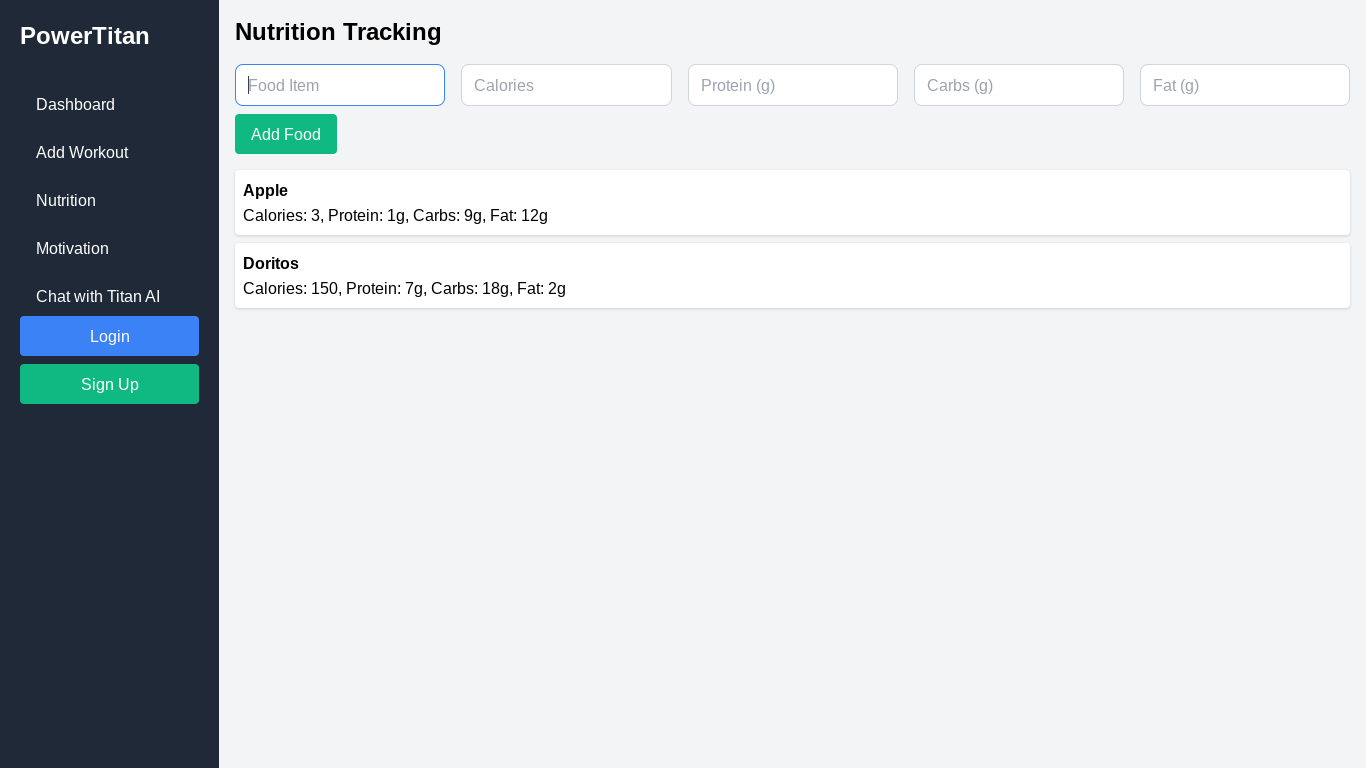 PowerTitan
Dashboard
Add Workout
Nutrition
Motivation
Chat with Titan AI
Login
Sign Up
Nutrition Tracking
Food Item
Calories
Protein (g)
Carbs (g)
Fat (g)
Add Food
Apple
Calories: 3, Protein: 1g, Carbs: 9g, Fat: 12g
Doritos
Calories: 150, Protein: 7g, Carbs: 18g, Fat: 2g